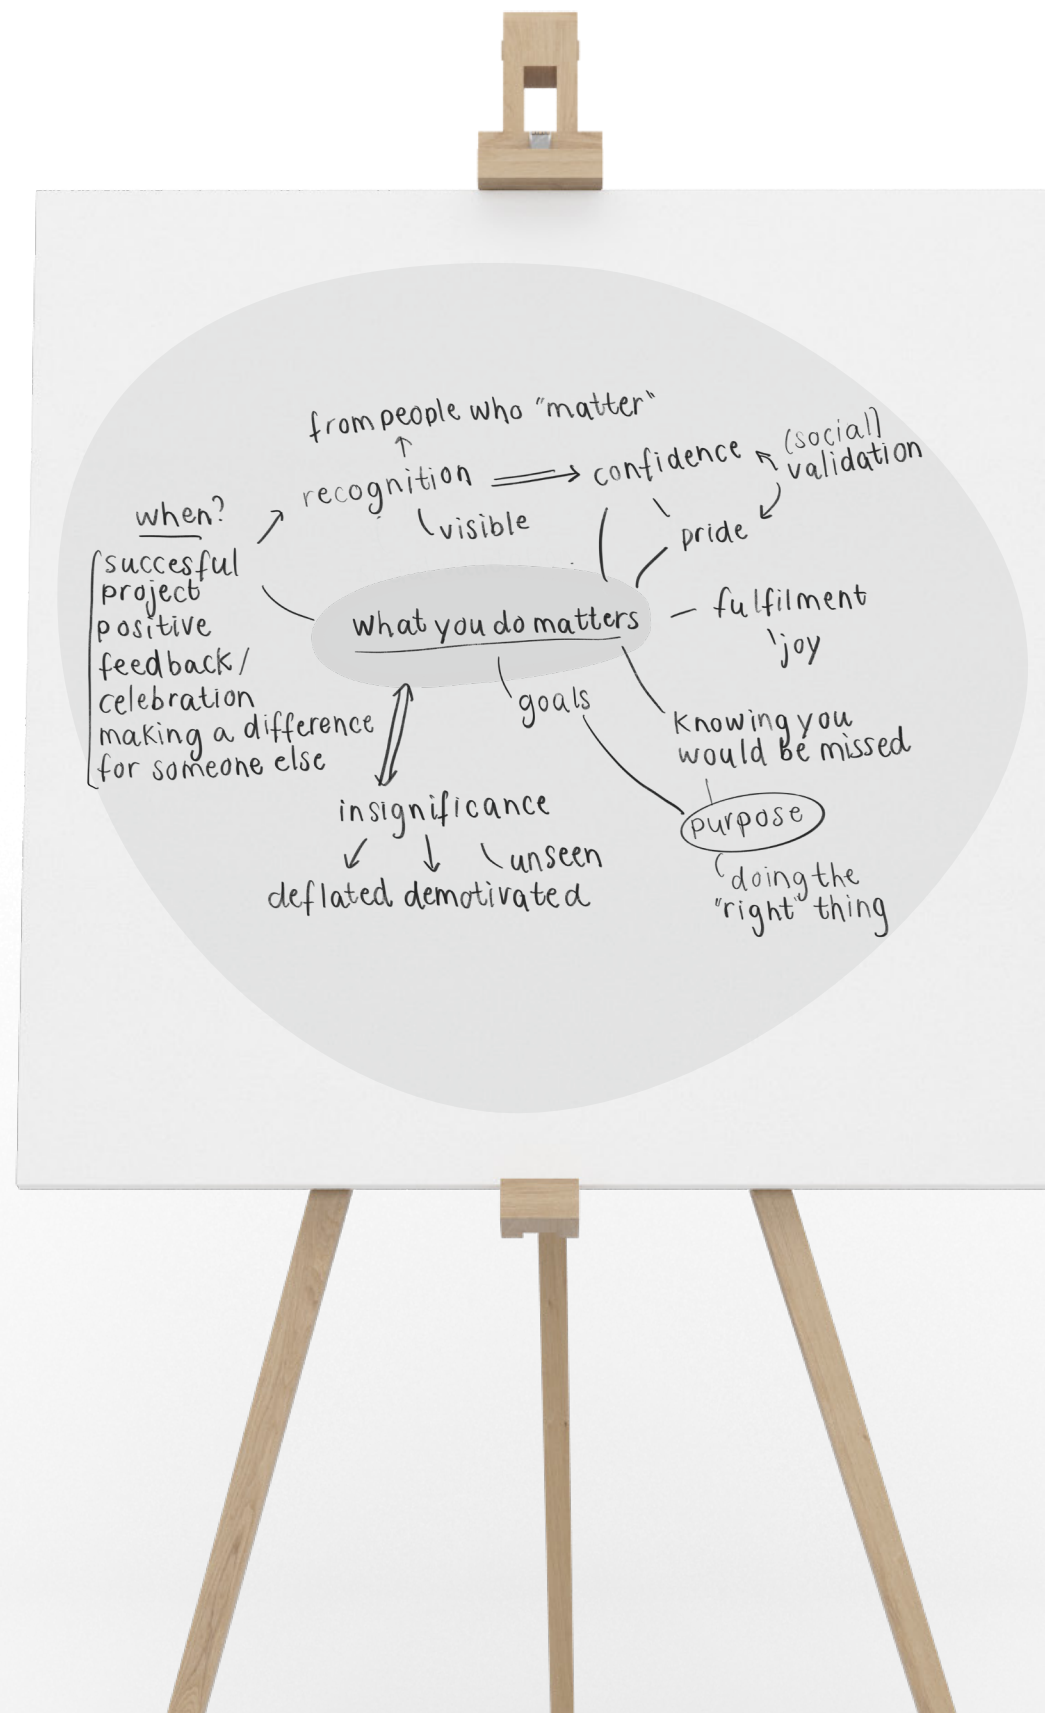 from people who "matter"
recognition
visible
confidence
(social)
validation
pride
when?
succesful
project
positive
feedback/
celebration
making a difference
for someone else
what you do matters
fulfilment
joy
goals
knowing you
would be missed
purpose
doing the
"right" thing
insignificance
unseen
deflated demotivated